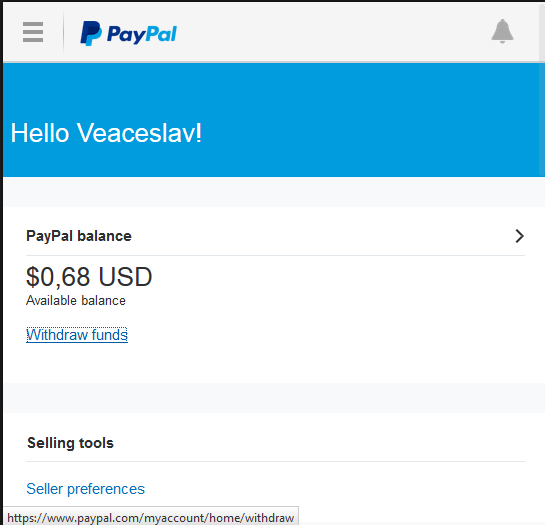 PayPal
Hello Veaceslav!
PayPal balance
$0,68 USD
Available balance
Withdraw funds
Selling tools
Seller preferences
https://www.paypal.com/myaccount/home/withdraw